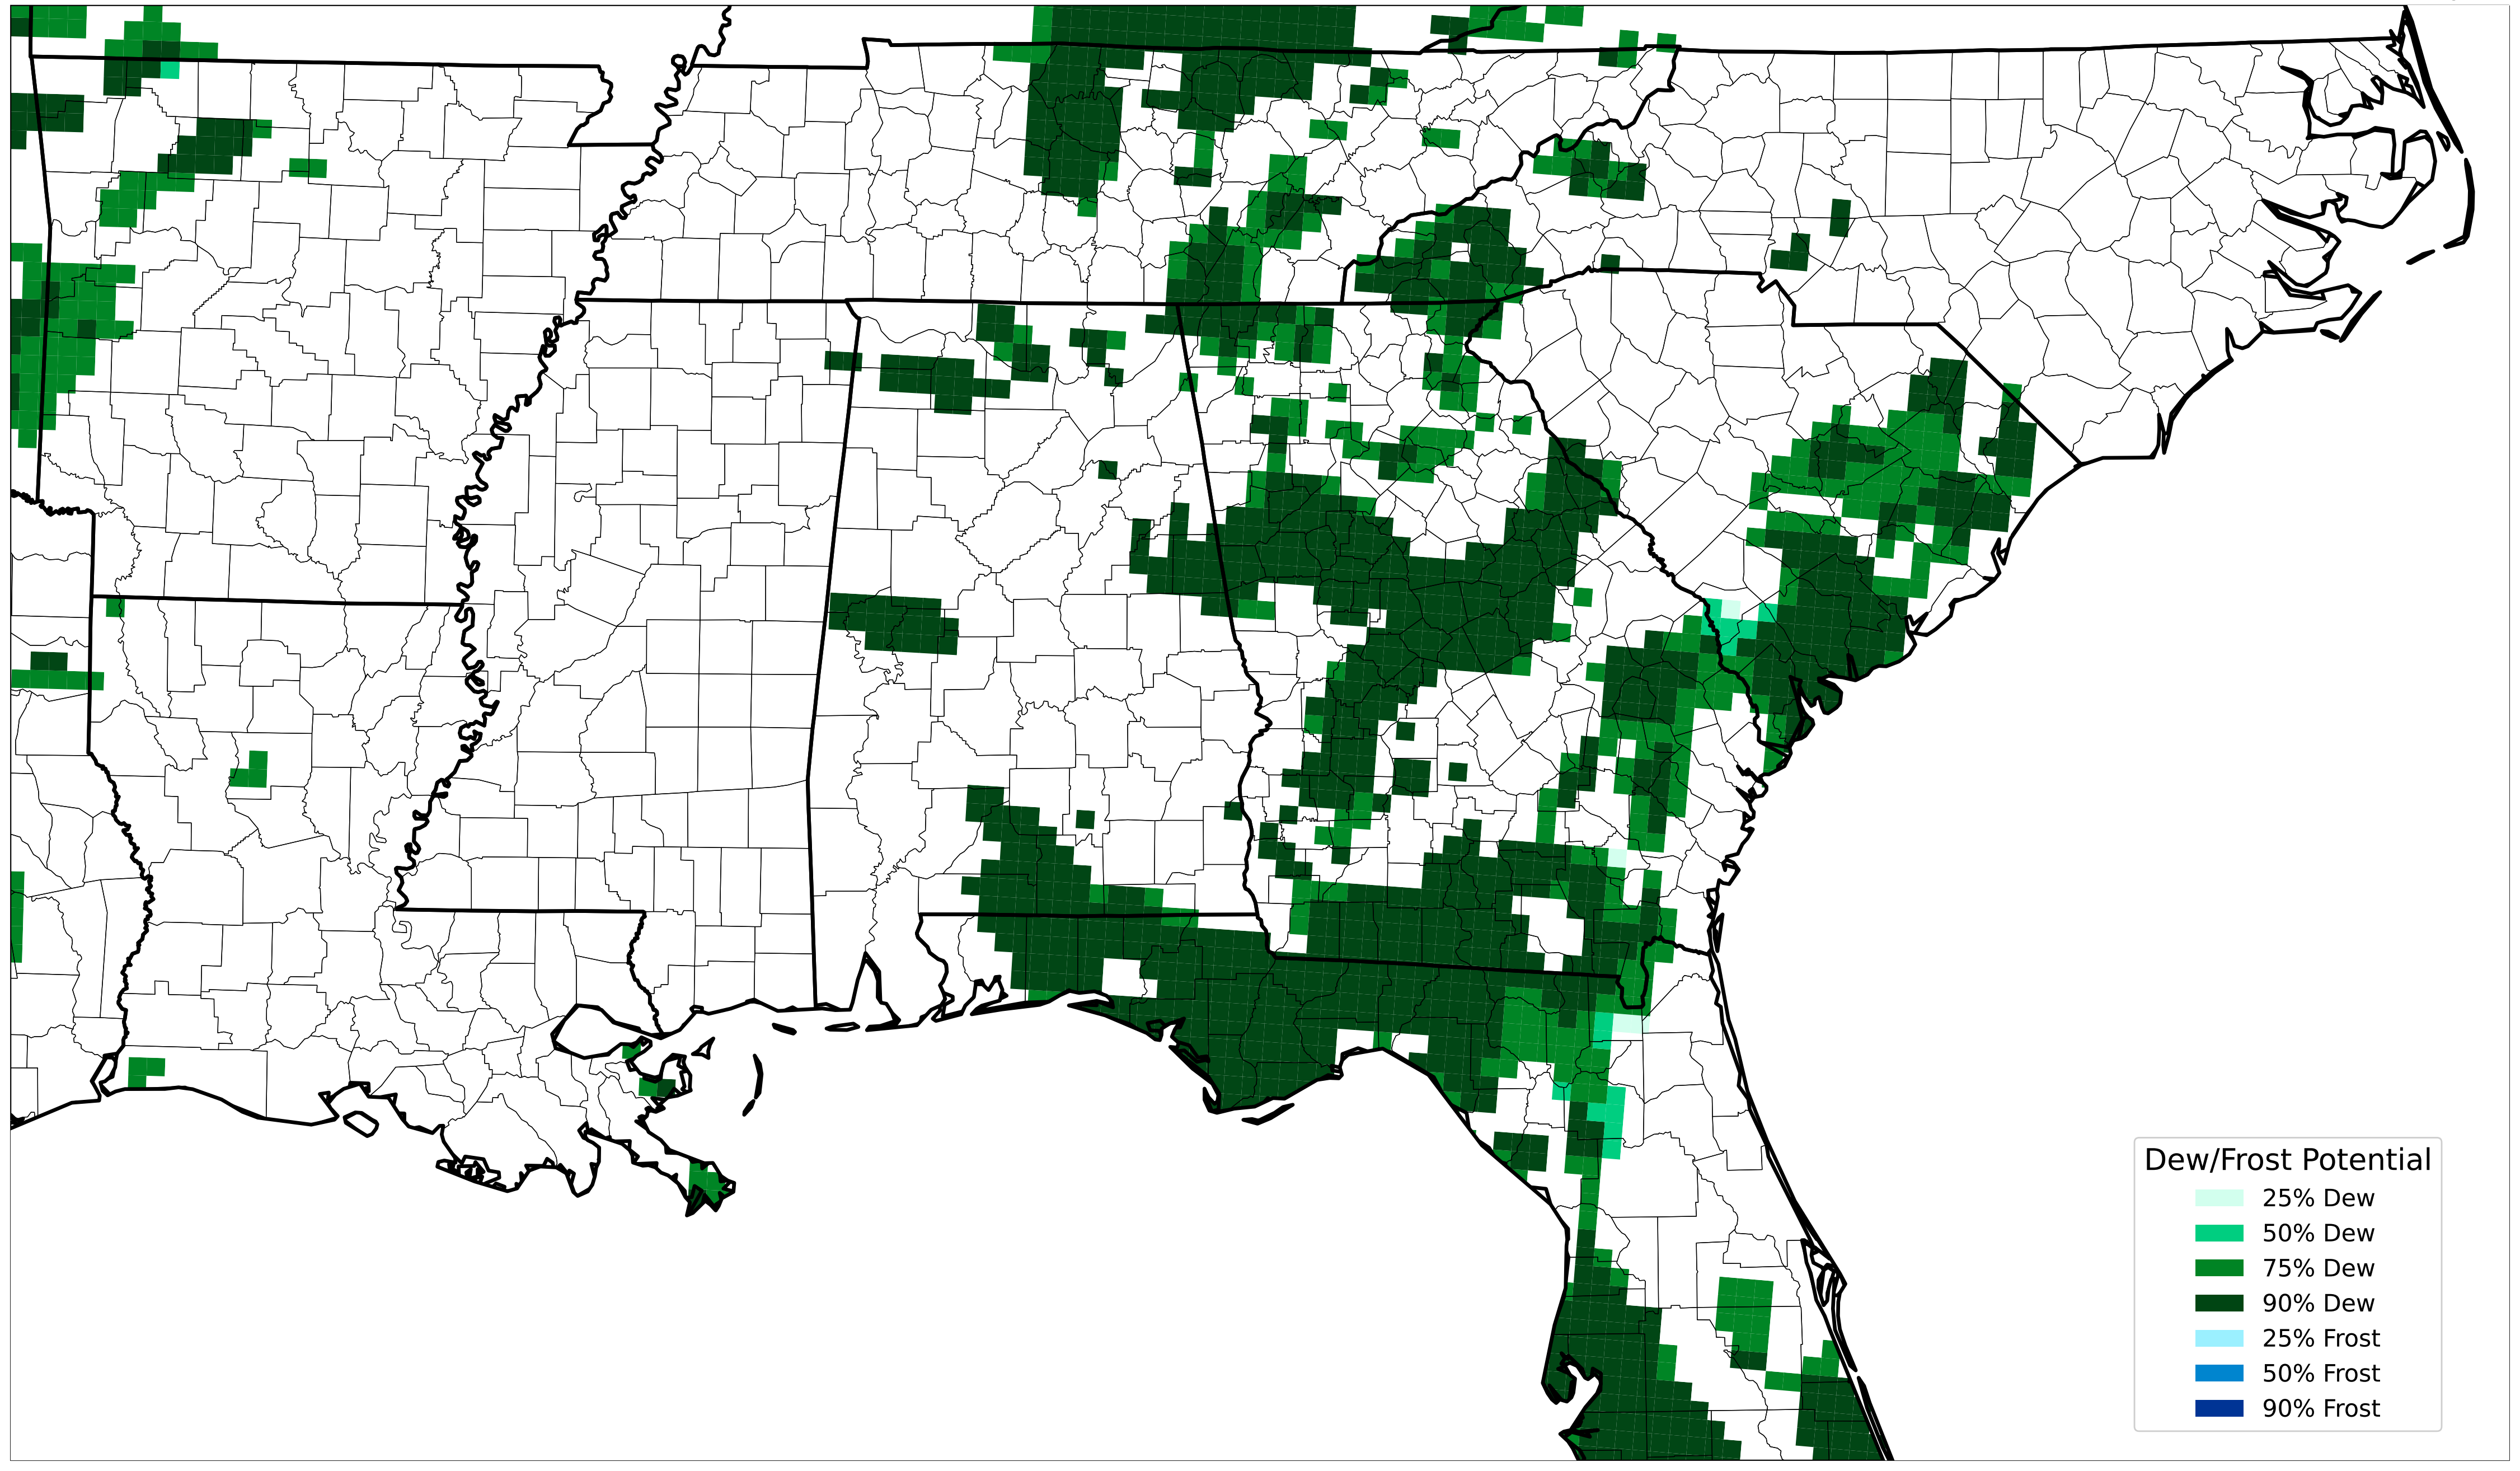 Dew/Frost Potential
25% Dew
50% Dew
75% Dew
90% Dew
25% Frost
50% Frost
90% Frost